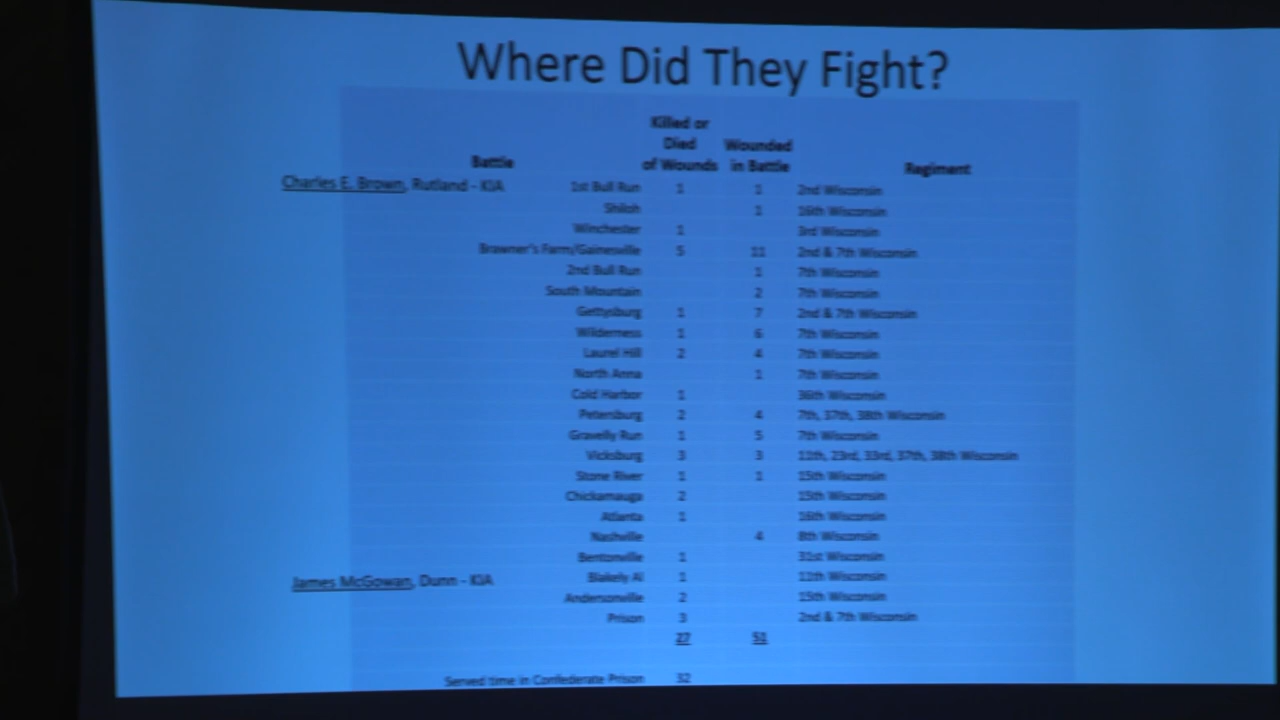 Where Did They Fight?
Killed or
Died
of Wounds
Wounded
in Battle
Battle
Regiment
Charles E. Brown, Rutland - KIA 1st Bull Run 1 1 2nd Wisconsin
Shiloh 1 16th Wisconsin
Winchester 1 3rd Wisconsin
Brawner's Farm/Gainesville 5 11 2nd & 7th Wisconsin
2nd Bull Run 1 7th Wisconsin
South Mountain 2 7th Wisconsin
Gettysburg 1 7 2nd & 7th Wisconsin
Wilderness 1 6 7th Wisconsin
Laurel Hill 2 4 7th Wisconsin
North Anna 1 7th Wisconsin
Cold Harbor 1 36th Wisconsin
Petersburg 2 4 7th, 37th, 38th Wisconsin
Gravelly Run 1 5 7th Wisconsin
Vicksburg 3 3 11th, 23rd, 33rd, 37th, 38th Wisconsin
Stone River 1 1 15th Wisconsin
Chickamauga 2 15th Wisconsin
Atlanta 1 16th Wisconsin
Nashville 4 8th Wisconsin
Bentonville 1 31st Wisconsin
James McGowan, Dunn - KIA Blakely Al 1 Wisconsin
Andersonville 2 15th Wisconsin
Prison 3 2nd & 7th Wisconsin
27 51
Served time in Confederate Prison 32